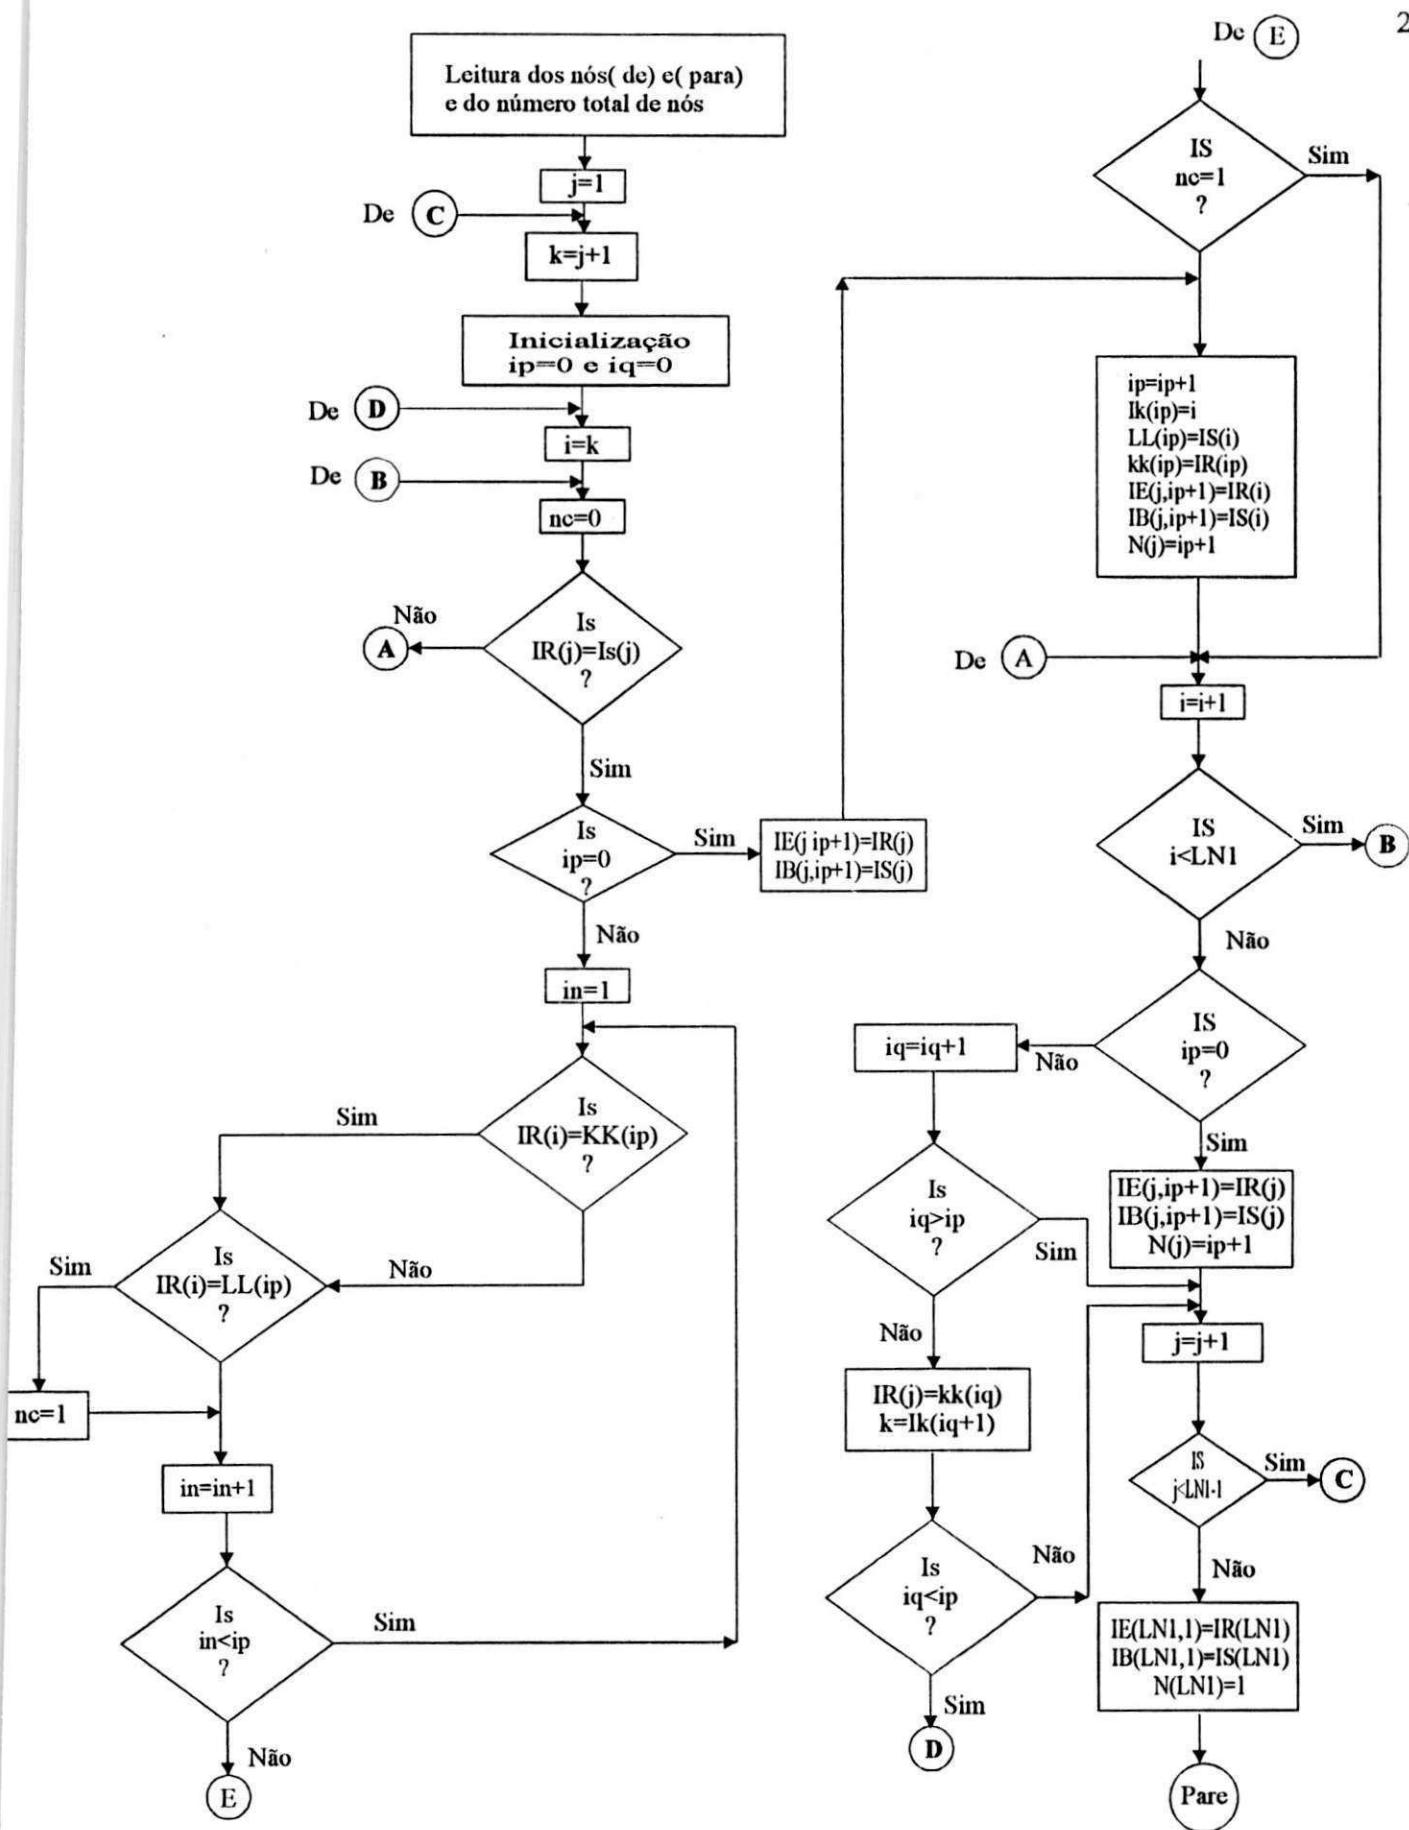 2
Leitura dos nós( de) e( para)
e do número total de nós
j=1
De C
k=j+1
Inicialização
ip=0 e iq=0
De D
i=k
De B
nc=0
Is
IR(j)=Is(j)
?
Não
A
Sim
Is
ip=0
?
Sim
IE(j ip+1)=IR(j)
IB(j,ip+1)=IS(j)
Não
in=1
Is
IR(i)=KK(ip)
?
Sim
Não
Is
IR(i)=LL(ip)
?
Sim
nc=1
in=in+1
Is
in<ip
?
Sim
Não
E
De E
IS
nc=1
?
Sim
ip=ip+1
Ik(ip)=i
LL(ip)=IS(i)
kk(ip)=IR(ip)
IE(j,ip+1)=IR(i)
IB(j,ip+1)=IS(i)
N(j)=ip+1
De A
i=i+1
IS
i<LN1
Sim
B
Não
IS
ip=0
?
Não
iq=iq+1
Sim
IE(j,ip+1)=IR(j)
IB(j,ip+1)=IS(j)
N(j)=ip+1
Is
iq>ip
?
Sim
Não
IR(j)=kk(iq)
k=Ik(iq+1)
Is
iq<ip
?
Não
Sim
D
j=j+1
IS
j<LN1-1
Sim
C
Não
IE(LN1,1)=IR(LN1)
IB(LN1,1)=IS(LN1)
N(LN1)=1
Pare